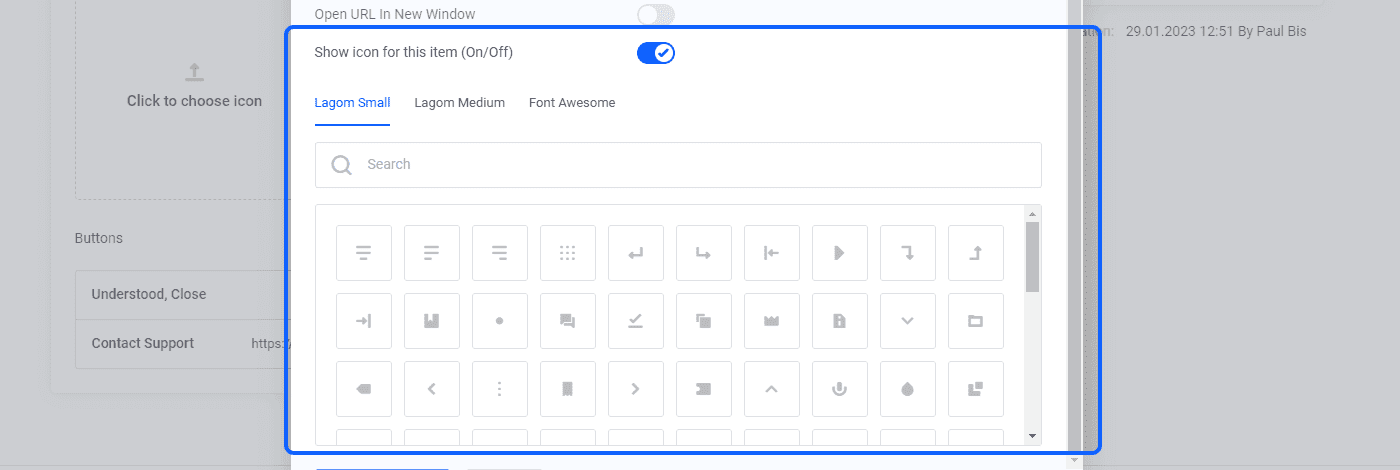 Open URL In New Window
29.01.2023 12:51 By Paul Bis
Show icon for this item (On/Off)
Click to choose icon
Lagom Small
Lagom Medium
Font Awesome
Search
Buttons
Understood, Close
Contact Support
https:/